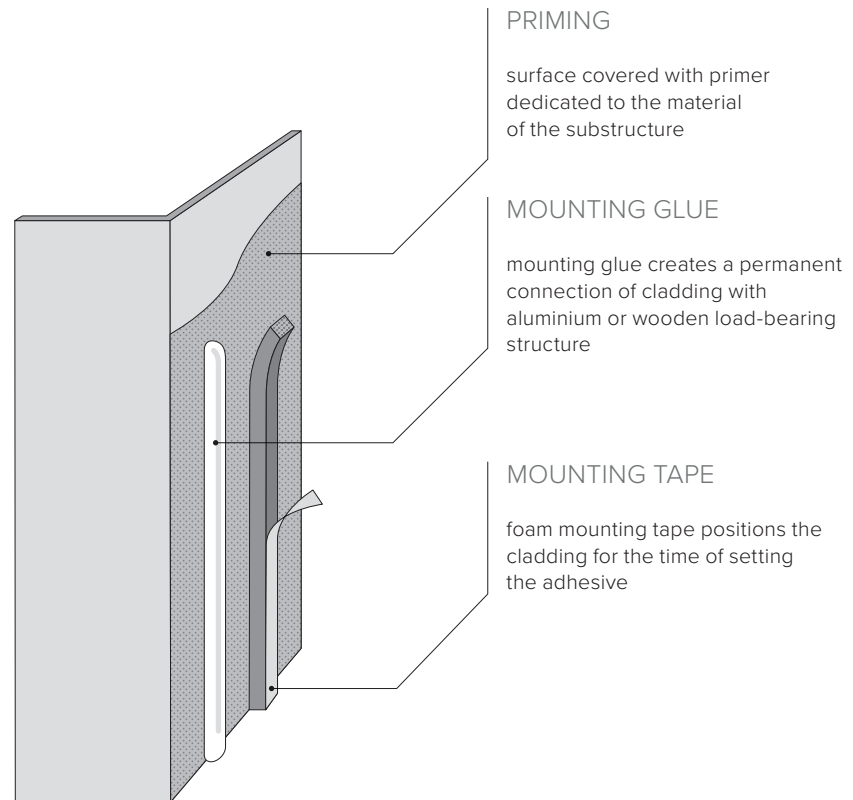 PRIMING
surface covered with primer
dedicated to the material
of the substructure
MOUNTING GLUE
mounting glue creates a permanent
connection of cladding with
aluminium or wooden load-bearing
structure
MOUNTING TAPE
foam mounting tape positions the
cladding for the time of setting
the adhesive